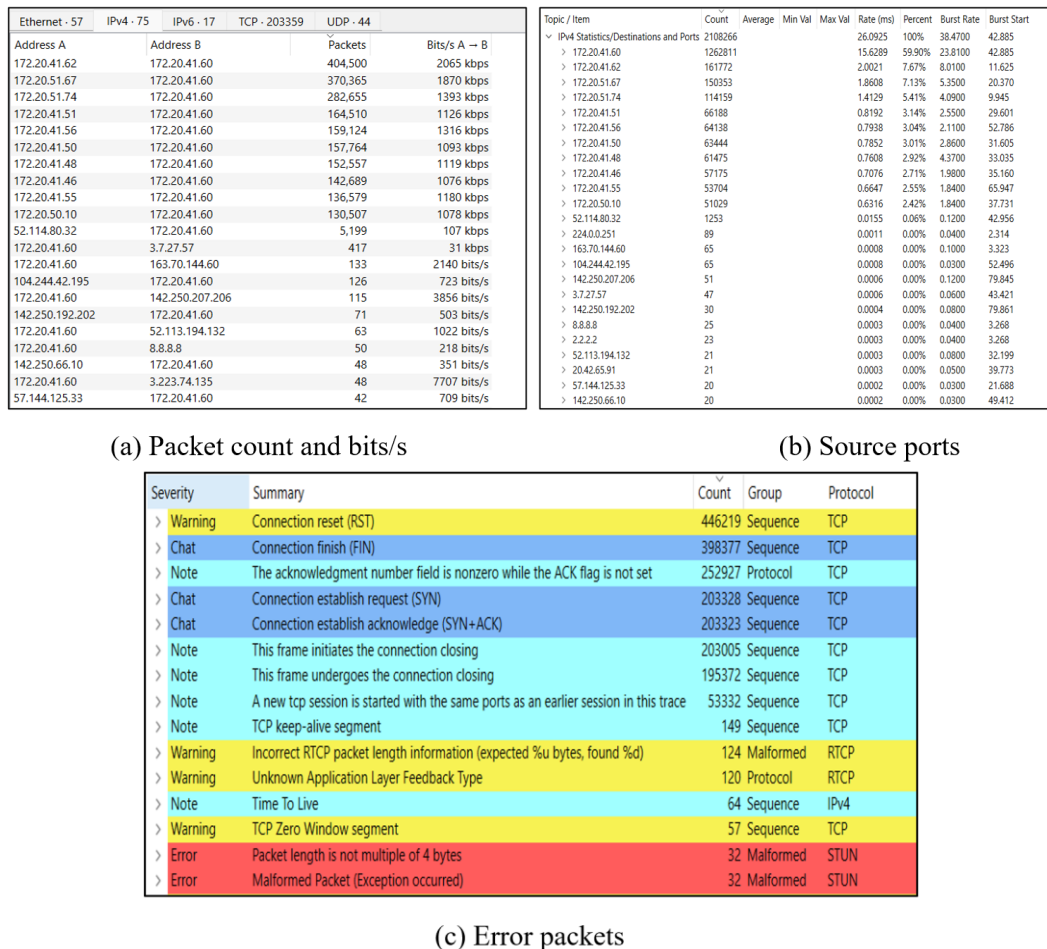 Ethernet · 57 IPv4 · 75 IPv6 · 17 TCP · 203359 UDP · 44
Address A Address B Packets Bits/s A → B
172.20.41.62 172.20.41.60 404,500 2065 kbps
172.20.51.67 172.20.41.60 370,365 1870 kbps
172.20.51.74 172.20.41.60 282,655 1393 kbps
172.20.41.51 172.20.41.60 164,510 1126 kbps
172.20.41.56 172.20.41.60 159,124 1316 kbps
172.20.41.50 172.20.41.60 157,764 1093 kbps
172.20.41.48 172.20.41.60 152,557 1119 kbps
172.20.41.46 172.20.41.60 142,689 1076 kbps
172.20.41.55 172.20.41.60 136,579 1180 kbps
172.20.50.10 172.20.41.60 130,507 1078 kbps
52.114.80.32 172.20.41.60 5,199 107 kbps
172.20.41.60 3.7.27.57 417 31 kbps
172.20.41.60 163.70.144.60 133 2140 bits/s
104.244.42.195 172.20.41.60 126 723 bits/s
172.20.41.60 142.250.207.206 115 3856 bits/s
142.250.192.202 172.20.41.60 71 503 bits/s
172.20.41.60 52.113.194.132 63 1022 bits/s
172.20.41.60 8.8.8.8 50 218 bits/s
142.250.66.10 172.20.41.60 48 351 bits/s
172.20.41.60 3.223.74.135 48 7707 bits/s
57.144.125.33 172.20.41.60 42 709 bits/s
(a) Packet count and bits/s
Topic / Item Count Average Min Val Max Val Rate (ms) Percent Burst Rate Burst Start
IPv4 Statistics/Destinations and Ports 2108266 26.0925 100% 38.4700 42.885
172.20.41.60 1262811 15.6289 59.90% 23.8100 42.885
172.20.41.62 161772 2.0021 7.67% 8.0100 11.625
172.20.51.67 150353 1.8608 7.13% 5.3500 20.370
172.20.51.74 114159 1.4129 5.41% 4.0900 9.945
172.20.41.51 66188 0.8192 3.14% 2.5500 29.601
172.20.41.56 64138 0.7938 3.04% 2.1100 52.786
172.20.41.50 63444 0.7852 3.01% 2.8600 31.605
172.20.41.48 61475 0.7608 2.92% 4.3700 33.035
172.20.41.46 57175 0.7076 2.71% 1.9800 35.160
172.20.41.55 53704 0.6647 2.55% 1.8400 65.947
172.20.50.10 51029 0.6316 2.42% 1.8400 37.731
52.114.80.32 1253 0.0155 0.06% 0.1200 42.956
224.0.0.251 89 0.0011 0.00% 0.0400 2.314
163.70.144.60 65 0.0008 0.00% 0.1000 3.323
104.244.42.195 65 0.0008 0.00% 0.0300 52.496
142.250.207.206 51 0.0006 0.00% 0.1200 79.845
3.7.27.57 47 0.0006 0.00% 0.0600 43.421
142.250.192.202 30 0.0004 0.00% 0.0800 79.861
8.8.8.8 25 0.0003 0.00% 0.0400 3.268
2.2.2.2 23 0.0003 0.00% 0.0400 3.268
52.113.194.132 21 0.0003 0.00% 0.0800 32.199
20.42.65.91 21 0.0003 0.00% 0.0500 39.773
57.144.125.33 20 0.0002 0.00% 0.0300 21.688
142.250.66.10 20 0.0002 0.00% 0.0300 49.412
(b) Source ports
Severity Summary Count Group Protocol
Warning Connection reset (RST) 446219 Sequence TCP
Chat Connection finish (FIN) 398377 Sequence TCP
Note The acknowledgment number field is nonzero while the ACK flag is not set 252927 Protocol TCP
Chat Connection establish request (SYN) 203328 Sequence TCP
Chat Connection establish acknowledge (SYN+ACK) 203323 Sequence TCP
Note This frame initiates the connection closing 203005 Sequence TCP
Note This frame undergoes the connection closing 195372 Sequence TCP
Note A new tcp session is started with the same ports as an earlier session in this trace 53332 Sequence TCP
Note TCP keep-alive segment 149 Sequence TCP
Warning Incorrect RTCP packet length information (expected %u bytes, found %d) 124 Malformed RTCP
Warning Unknown Application Layer Feedback Type 120 Protocol RTCP
Note Time To Live 64 Sequence IPv4
Warning TCP Zero Window segment 57 Sequence TCP
Error Packet length is not multiple of 4 bytes 32 Malformed STUN
Error Malformed Packet (Exception occurred) 32 Malformed STUN
(c) Error packets